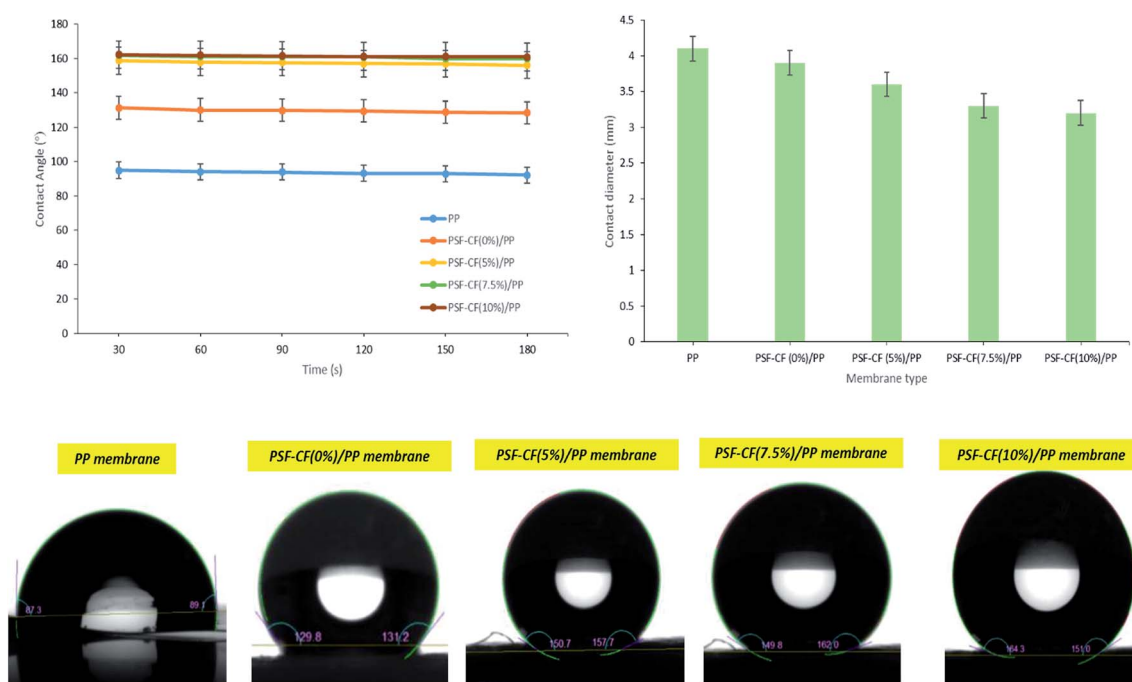 180
160
140
120
100
80
60
40
20
0
Contact Angle (°)
30 60 90 120 150 180
Time (s)
PP
PSF-CF(0%)/PP
PSF-CF(5%)/PP
PSF-CF(7.5%)/PP
PSF-CF(10%)/PP
4.5
4
3.5
3
2.5
2
1.5
1
0.5
0
Contact diameter (mm)
PP PSF-CF (0%)/PP PSF-CF (5%)/PP PSF-CF(7.5%)/PP PSF-CF(10%)/PP
Membrane type
PP membrane
PSF-CF(0%)/PP membrane
PSF-CF(5%)/PP membrane
PSF-CF(7.5%)/PP membrane
PSF-CF(10%)/PP membrane
87.3 89.1
129.8 131.2
150.7 157.7
149.8 162.0
164.3 151.0